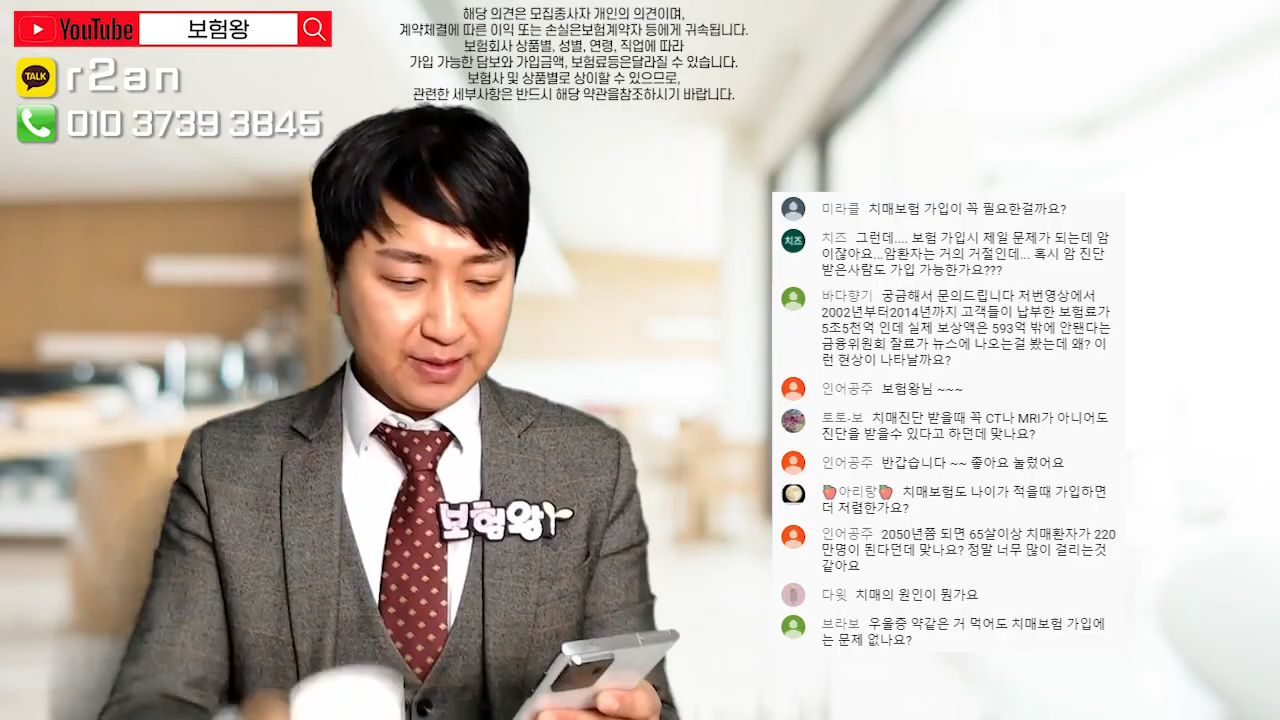 YouTube 보험왕
TALK r2an
010 3739 3845
해당 의견은 모집종사자 개인의 의견이며,
계약체결에 따른 이익 또는 손실은보험계약자 등에게 귀속됩니다.
보험회사 상품별, 성별, 연령, 직업에 따라
가입 가능한 담보와 가입금액, 보험료등은달라질 수 있습니다.
보험사 및 상품별로 상이할 수 있으므로,
관련한 세부사항은 반드시 해당 약관을참조하시기 바랍니다.
보험왕
미라클 치매보험 가입이 꼭 필요한걸까요?
치즈 치즈 그런데.... 보험 가입시 제일 문제가 되는데 암
이잖아요...암환자는 거의 거절인데... 혹시 암 진단
받은사람도 가입 가능한가요???
바다향기 궁금해서 문의드립니다 저번영상에서
2002년부터2014년까지 고객들이 납부한 보험료가
5조5천억 인데 실제 보상액은 593억 밖에 안됀다는
금융위원회 잘료가 뉴스에 나오는걸 봤는데 왜? 이
런 현상이 나타날까요?
인어공주 보험왕님 ~~~
토토-보 치매진단 받을때 꼭 CT나 MRI가 아니어도
진단을 받을수 있다고 하던데 맞나요?
인어공주 반갑습니다 ~~ 좋아요 눌렀어요
🍎아리랑🍎 치매보험도 나이가 적을때 가입하면
더 저렴한가요?
인어공주 2050년쯤 되면 65살이상 치매환자가 220
만명이 된다던데 맞나요? 정말 너무 많이 걸리는것
같아요
다윗 치매의 원인이 뭔가요
브라보 우울증 약같은 거 먹어도 치매보험 가입에
는 문제 없나요?